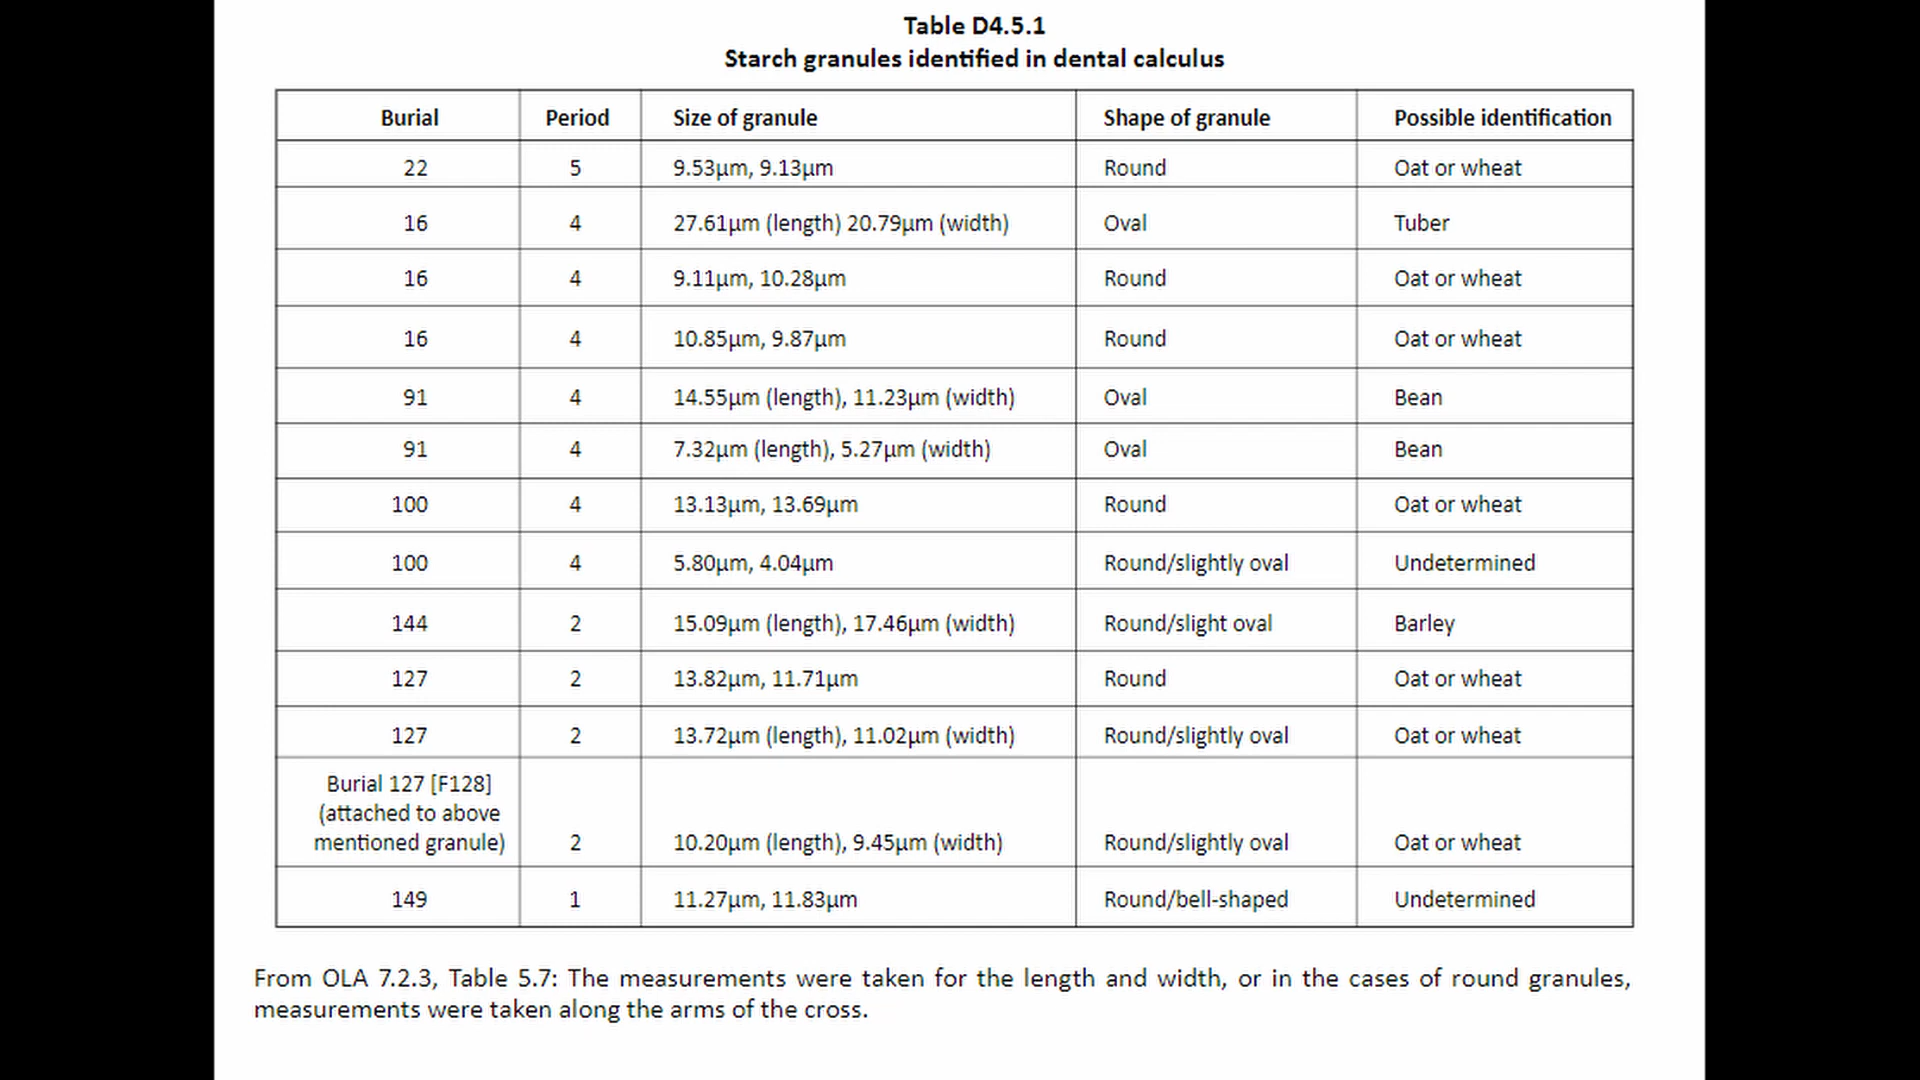 Table D4.5.1
Starch granules identified in dental calculus
Burial Period Size of granule Shape of granule Possible identification
22 5 9.53µm, 9.13µm Round Oat or wheat
16 4 27.61µm (length) 20.79µm (width) Oval Tuber
16 4 9.11µm, 10.28µm Round Oat or wheat
16 4 10.85µm, 9.87µm Round Oat or wheat
91 4 14.55µm (length), 11.23µm (width) Oval Bean
91 4 7.32µm (length), 5.27µm (width) Oval Bean
100 4 13.13µm, 13.69µm Round Oat or wheat
100 4 5.80µm, 4.04µm Round/slightly oval Undetermined
144 2 15.09µm (length), 17.46µm (width) Round/slight oval Barley
127 2 13.82µm, 11.71µm Round Oat or wheat
127 2 13.72µm (length), 11.02µm (width) Round/slightly oval Oat or wheat
Burial 127 [F128]
(attached to above
mentioned granule) 2 10.20µm (length), 9.45µm (width) Round/slightly oval Oat or wheat
149 1 11.27µm, 11.83µm Round/bell-shaped Undetermined
From OLA 7.2.3, Table 5.7: The measurements were taken for the length and width, or in the cases of round granules,
measurements were taken along the arms of the cross.